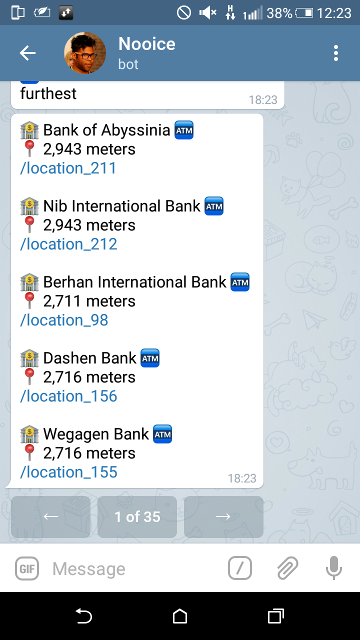 38% 12:23
Nooice
bot
furthest
18:23
Bank of Abyssinia ATM
2,943 meters
/location_211
Nib International Bank ATM
2,943 meters
/location_212
Berhan International Bank ATM
2,711 meters
/location_98
Dashen Bank ATM
2,716 meters
/location_156
Wegagen Bank ATM
2,716 meters
/location_155
18:23
← 1 of 35 →
GIF Message /